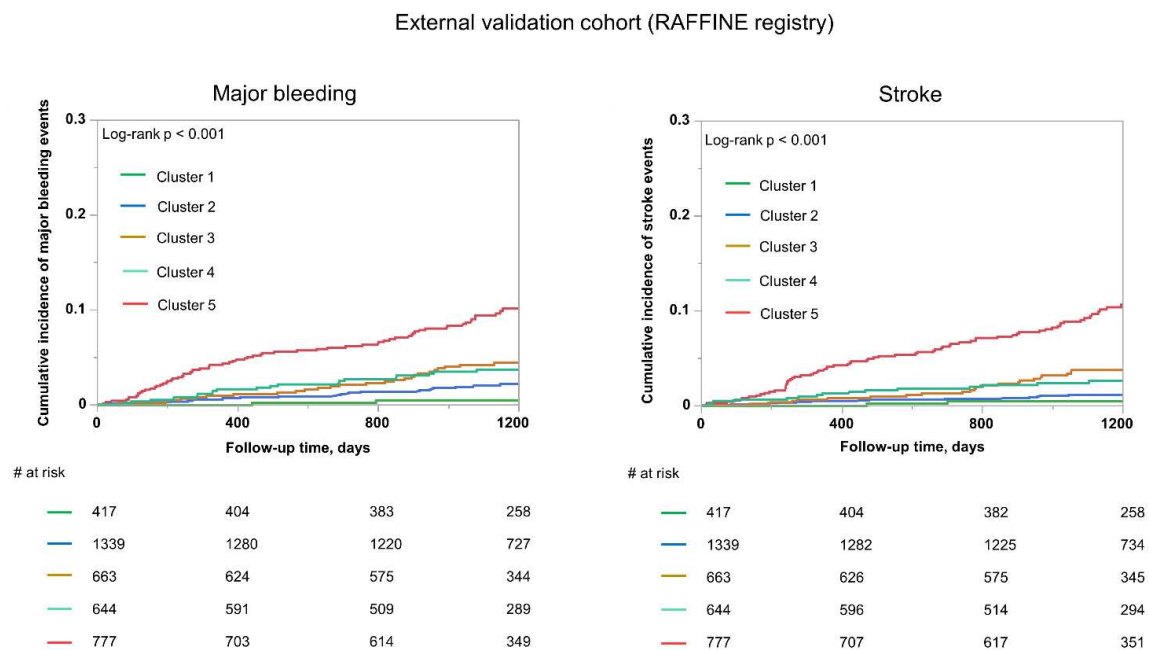 External validation cohort (RAFFINE registry)
Major bleeding
Cumulative incidence of major bleeding events
0.3
0.2
0.1
0
Log-rank p < 0.001
Cluster 1
Cluster 2
Cluster 3
Cluster 4
Cluster 5
0 400 800 1200
Follow-up time, days
# at risk
417 404 383 258
1339 1280 1220 727
663 624 575 344
644 591 509 289
777 703 614 349
Stroke
Cumulative incidence of stroke events
0.3
0.2
0.1
0
Log-rank p < 0.001
Cluster 1
Cluster 2
Cluster 3
Cluster 4
Cluster 5
0 400 800 1200
Follow-up time, days
# at risk
417 404 382 258
1339 1282 1225 734
663 626 575 345
644 596 514 294
777 707 617 351